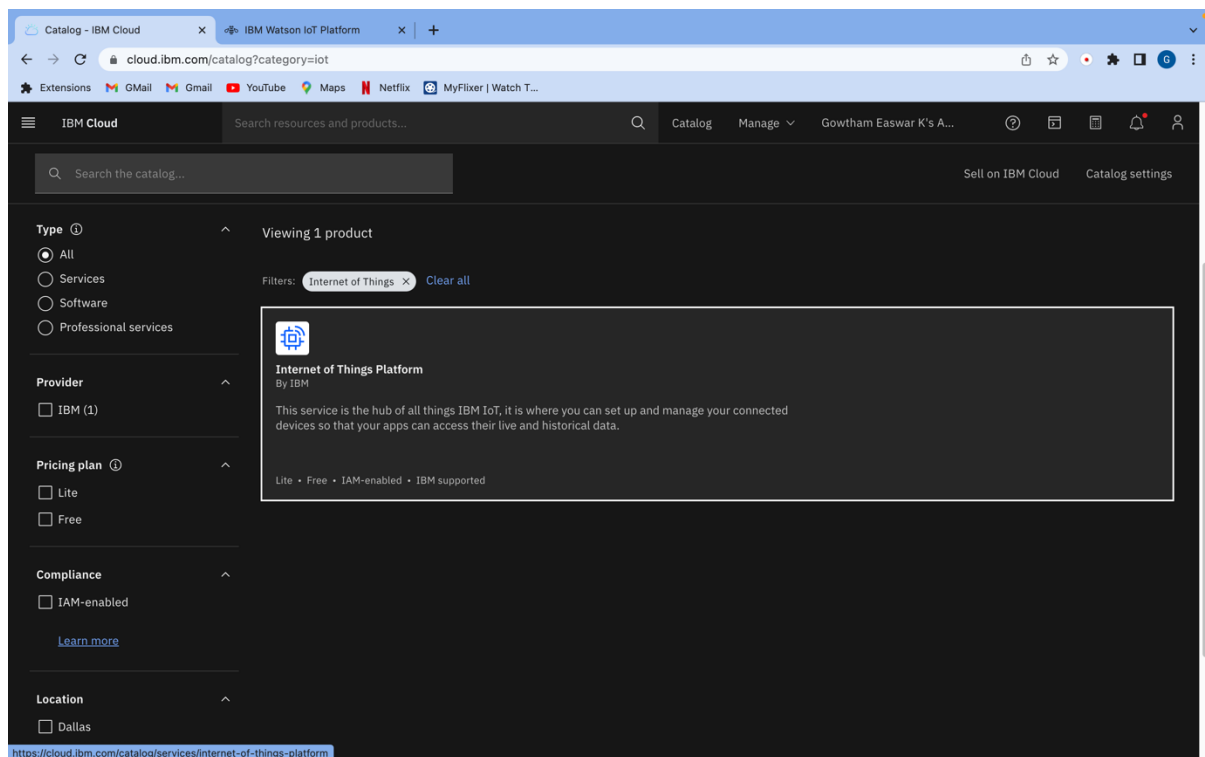 Catalog - IBM Cloud
IBM Watson IoT Platform
cloud.ibm.com/catalog?category=iot
G
Extensions GMail Gmail YouTube Maps Netflix MyFlixer | Watch T...
IBM Cloud
Search resources and products...
Catalog Manage Gowtham Easwar K's A...
Search the catalog...
Sell on IBM Cloud Catalog settings
Type
All
Services
Software
Professional services
Provider
IBM (1)
Pricing plan
Lite
Free
Compliance
IAM-enabled
Learn more
Location
Dallas
Viewing 1 product
Filters: Internet of Things × Clear all
Internet of Things Platform
By IBM
This service is the hub of all things IBM IoT, it is where you can set up and manage your connected
devices so that your apps can access their live and historical data.
Lite • Free • IAM-enabled • IBM supported
https://cloud.ibm.com/catalog/services/internet-of-things-platform